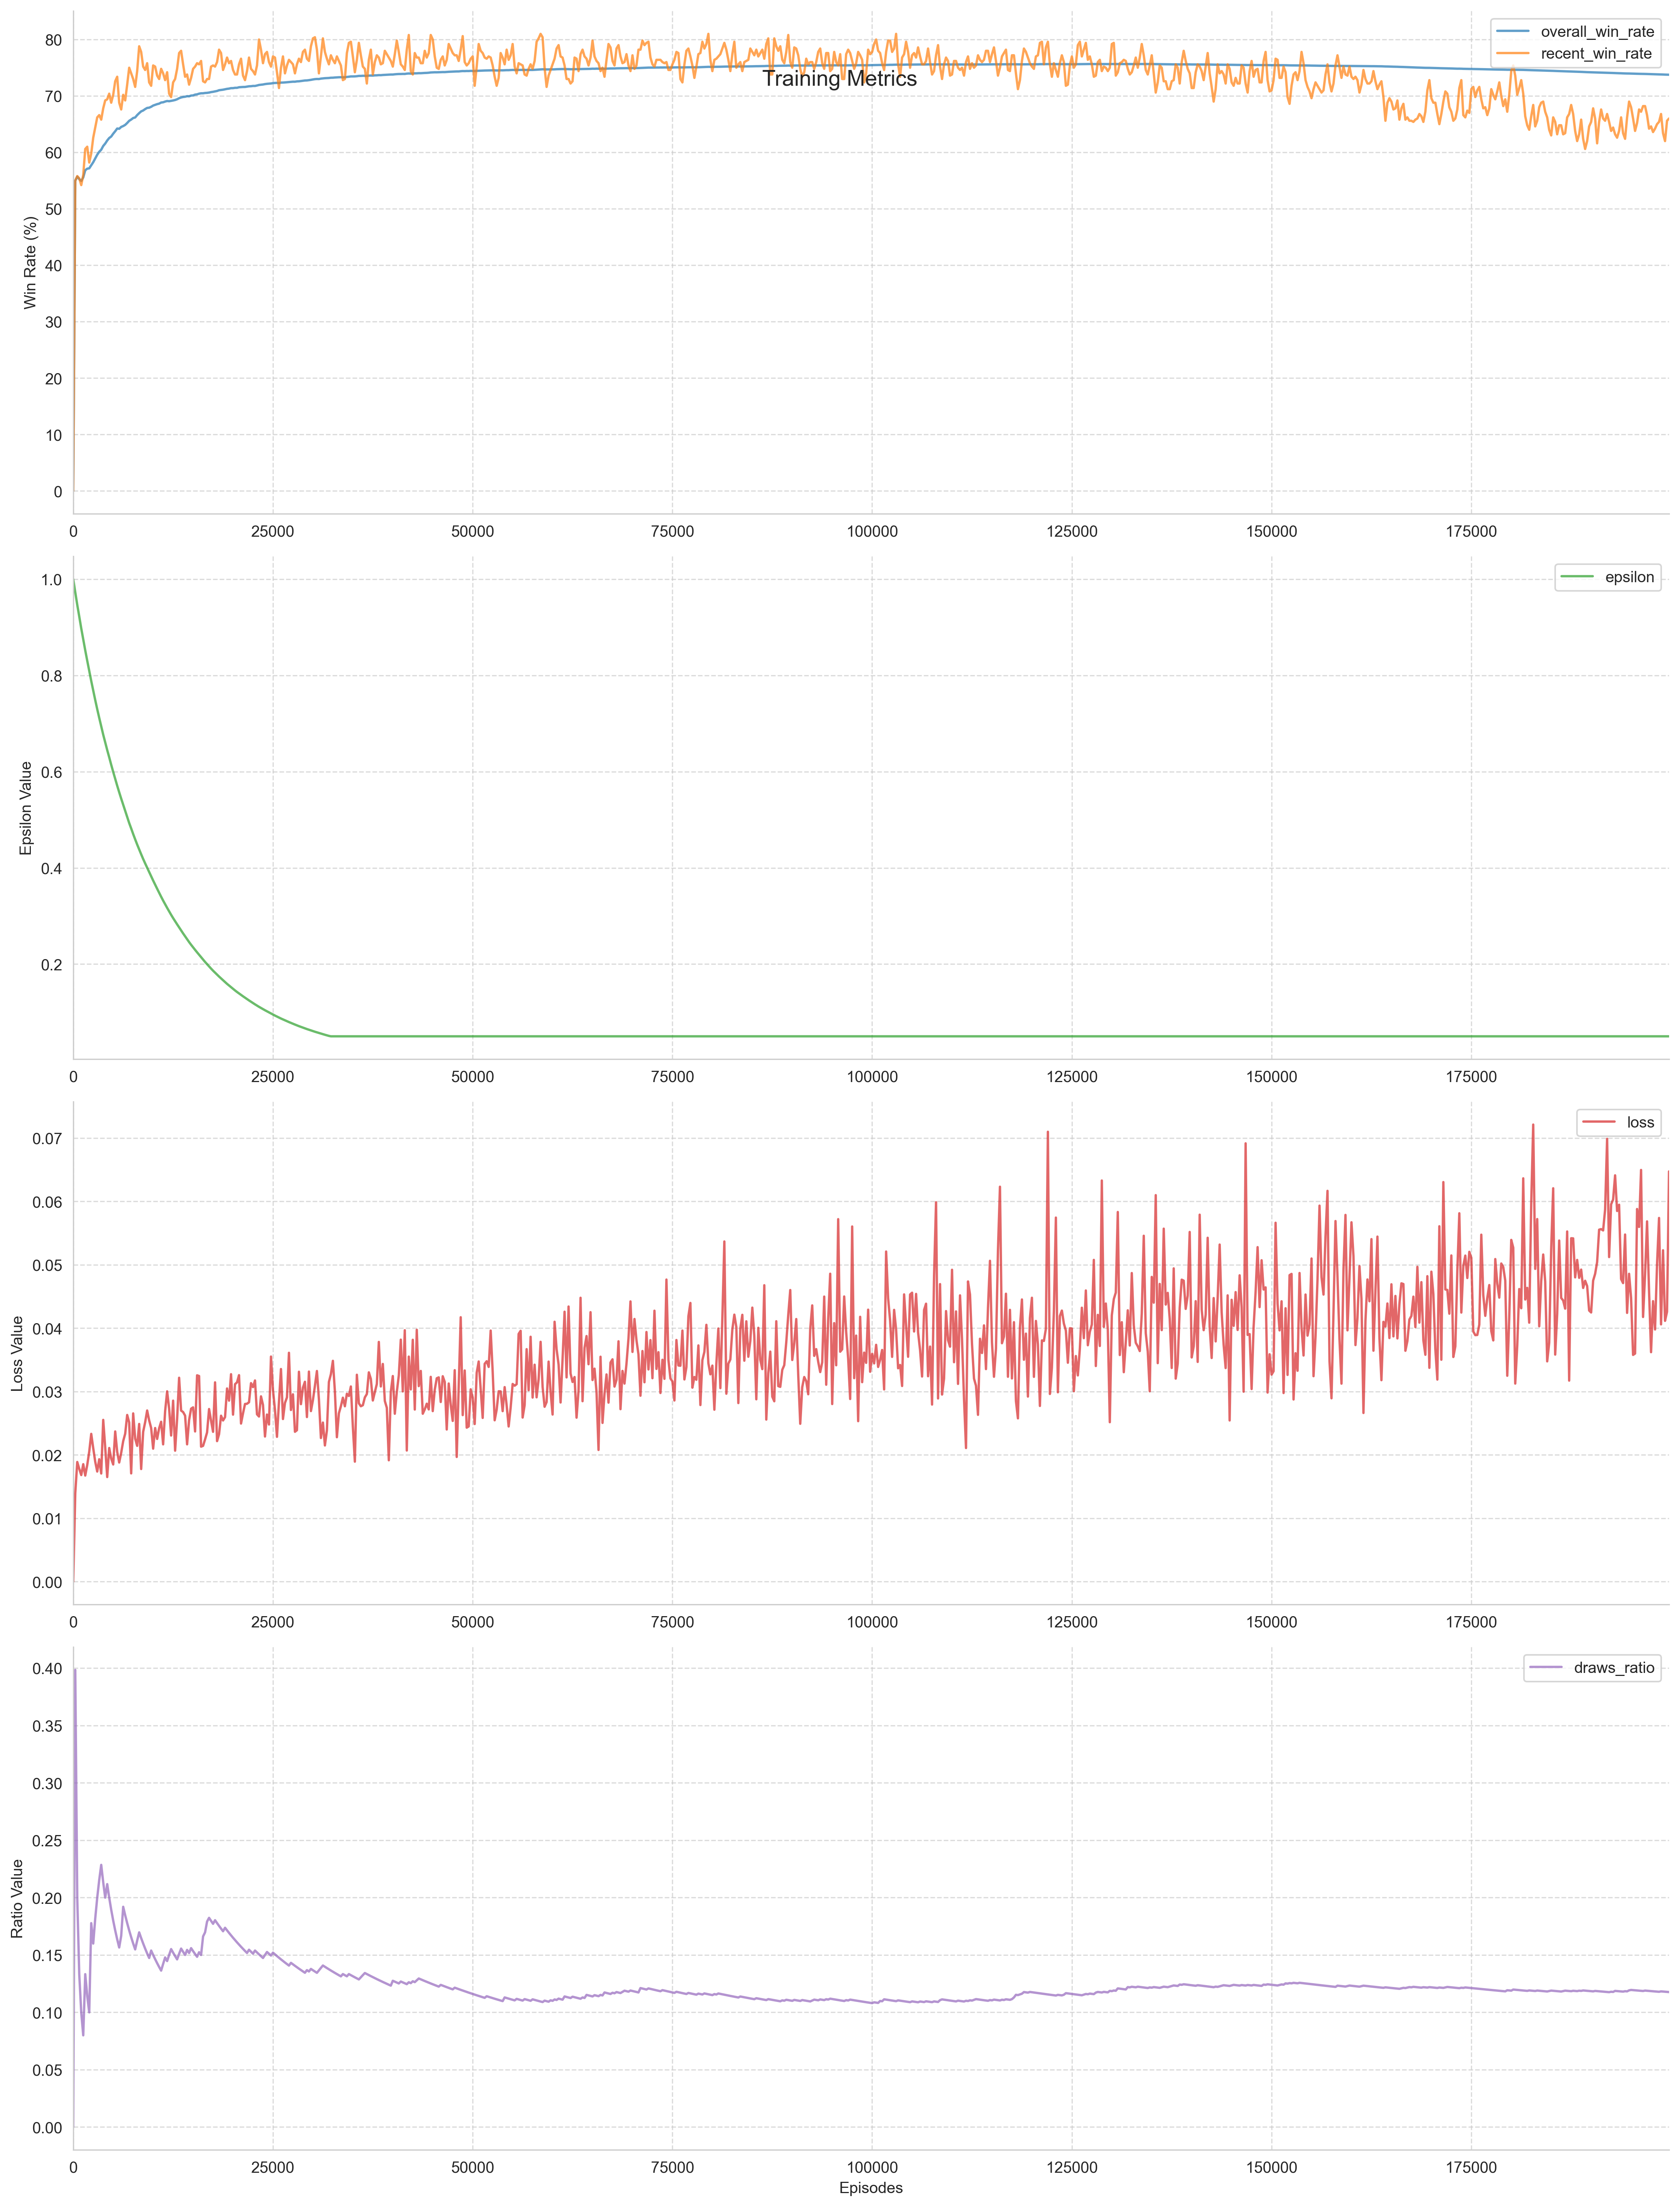 80
overall_win_rate
recent_win_rate
Training Metrics
70
60
50
Win Rate (%)
40
30
20
10
0
0 25000 50000 75000 100000 125000 150000 175000
1.0
epsilon
0.8
0.6
Epsilon Value
0.4
0.2
0 25000 50000 75000 100000 125000 150000 175000
loss
0.07
0.06
0.05
0.04
Loss Value
0.03
0.02
0.01
0.00
0 25000 50000 75000 100000 125000 150000 175000
0.40
draws_ratio
0.35
0.30
0.25
0.20
Ratio Value
0.15
0.10
0.05
0.00
0 25000 50000 75000 100000 125000 150000 175000
Episodes